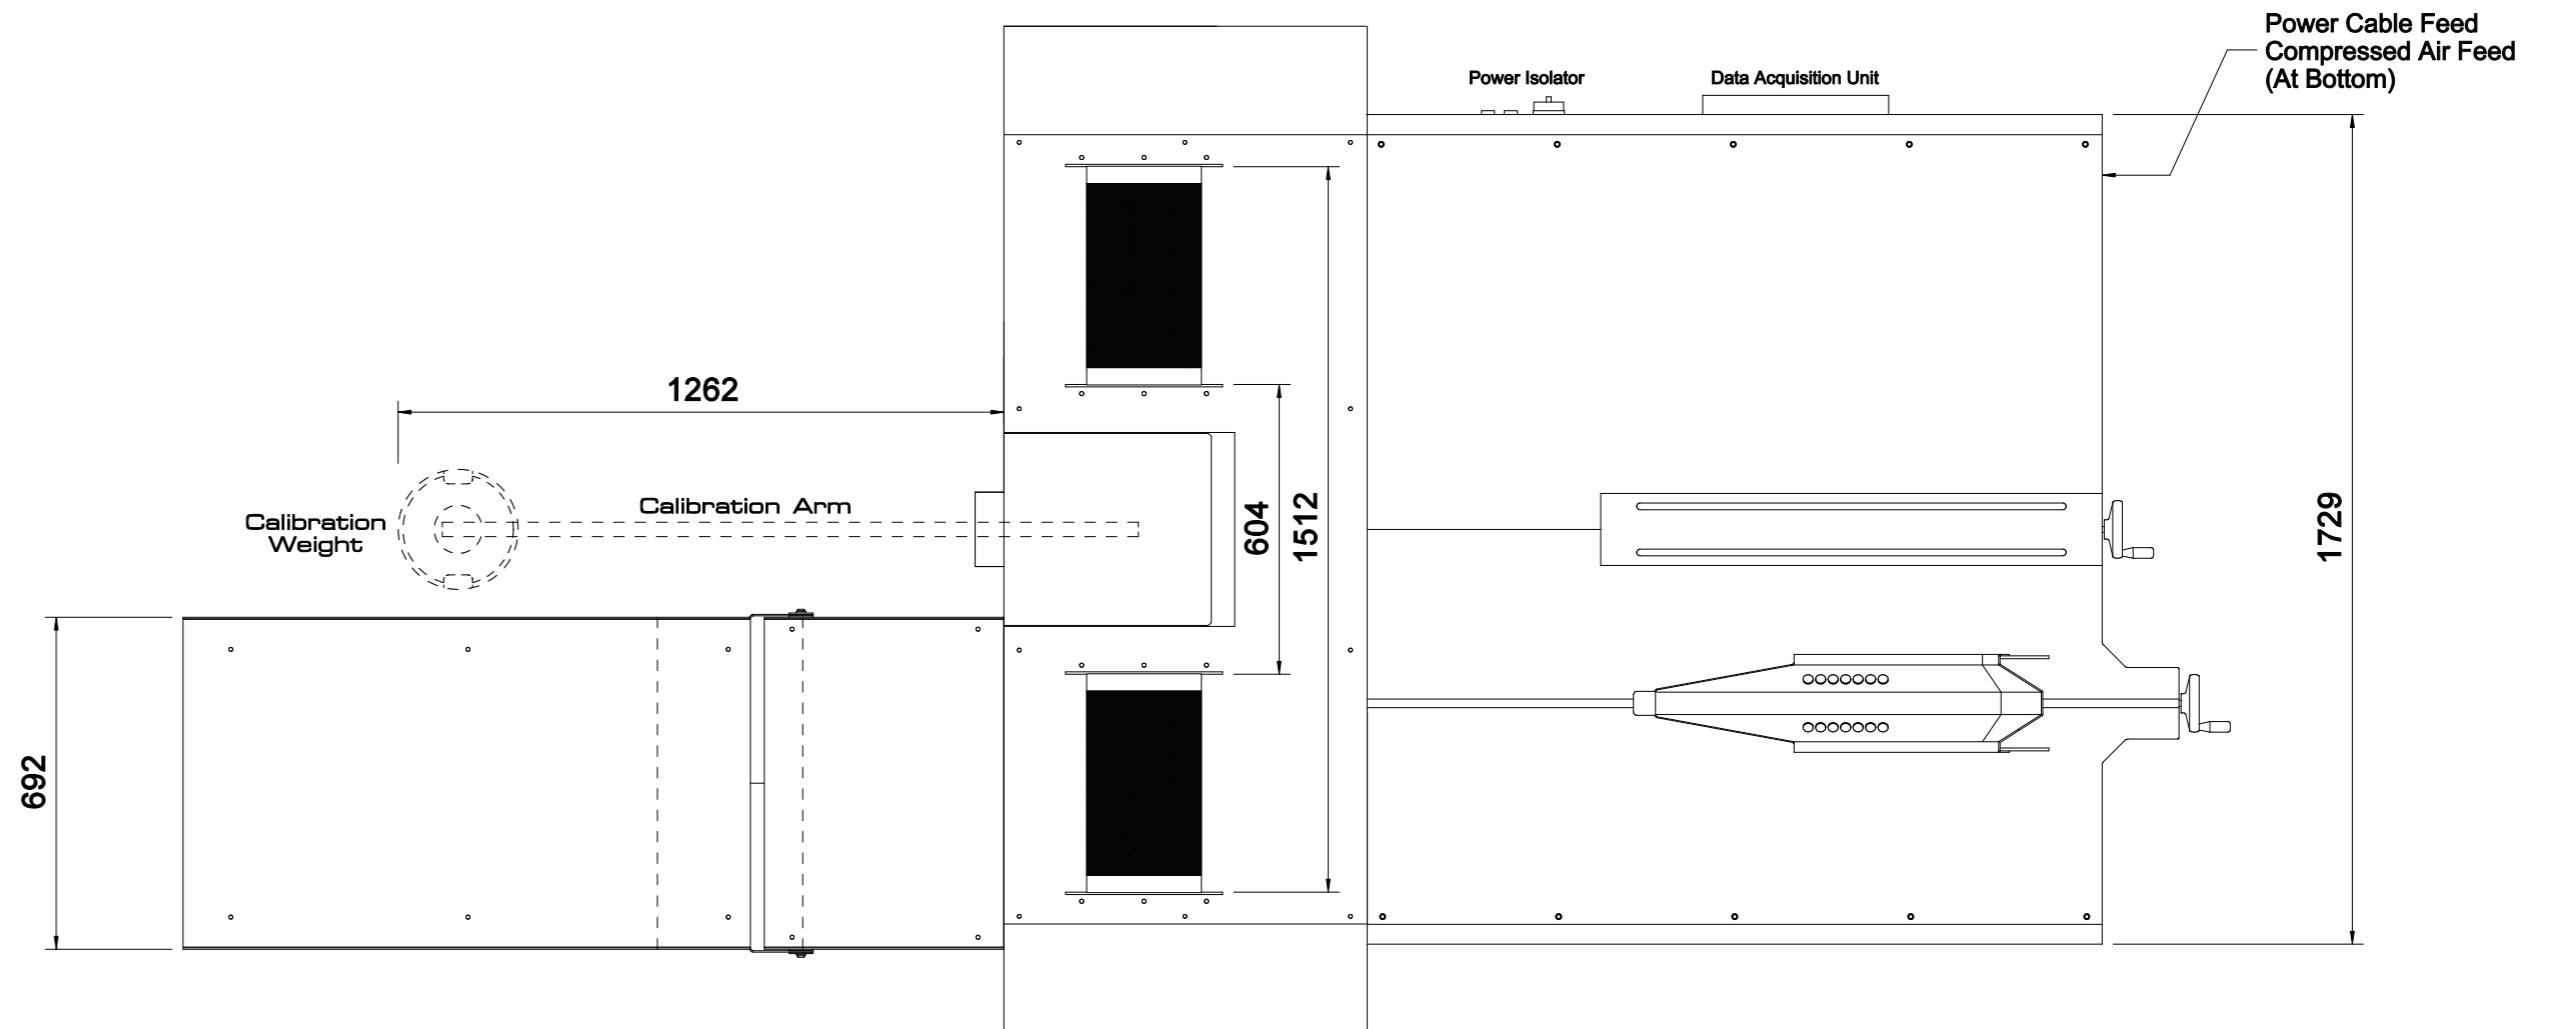 Power Cable Feed
Compressed Air Feed
(At Bottom)
Power Isolator
Data Acquisition Unit
1262
Calibration Arm
Calibration
Weight
604
1512
1729
692